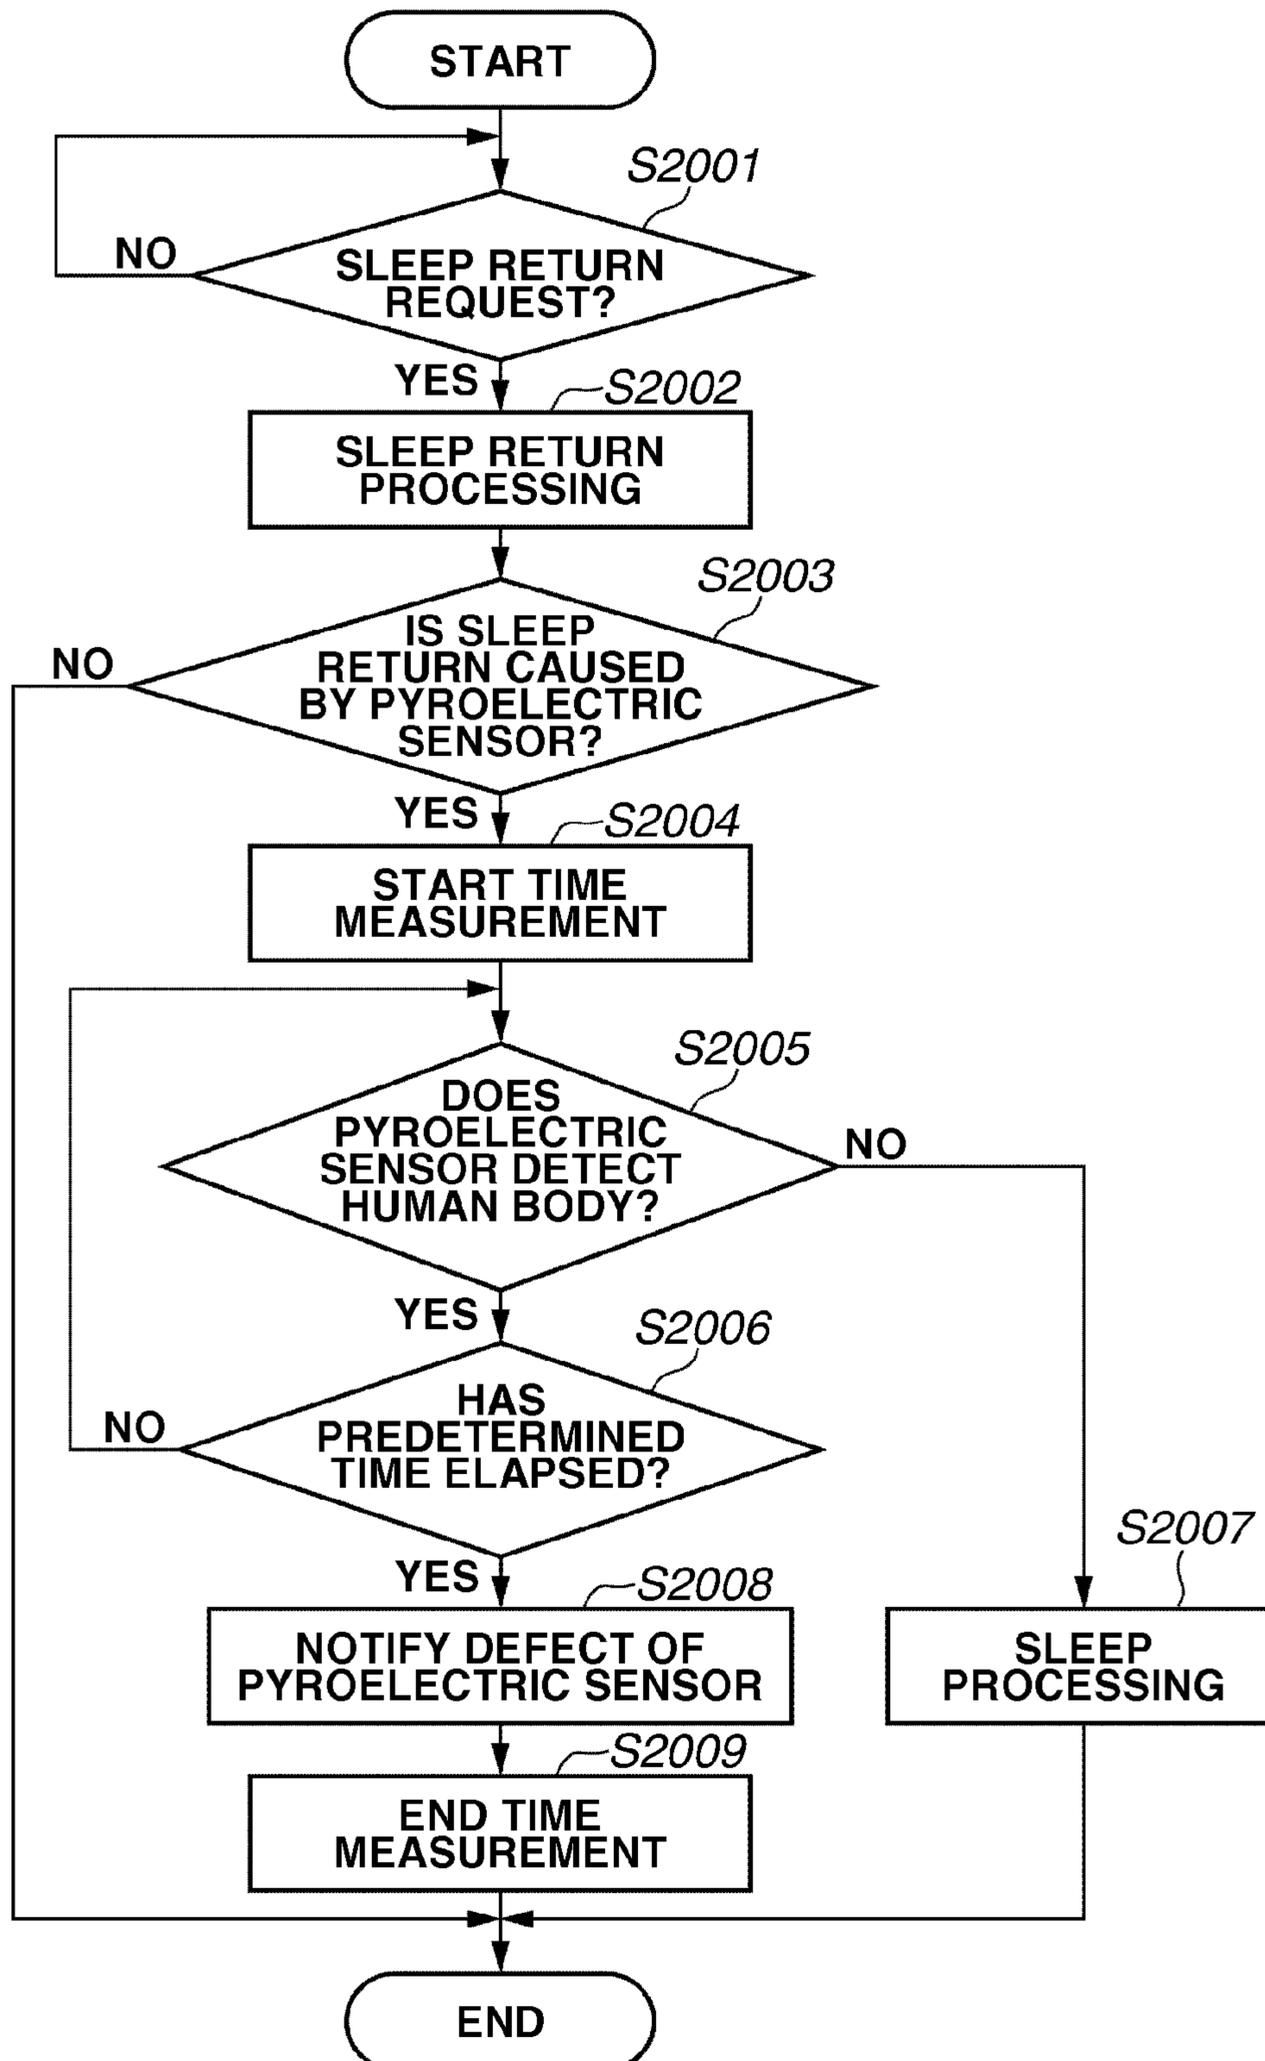 START
S2001
NO
SLEEP RETURN
REQUEST?
YES
S2002
SLEEP RETURN
PROCESSING
S2003
NO
IS SLEEP
RETURN CAUSED
BY PYROELECTRIC
SENSOR?
YES
S2004
START TIME
MEASUREMENT
S2005
DOES
PYROELECTRIC
SENSOR DETECT
HUMAN BODY?
NO
YES
S2006
HAS
PREDETERMINED
TIME ELAPSED?
NO
YES
S2008
NOTIFY DEFECT OF
PYROELECTRIC SENSOR
S2007
SLEEP
PROCESSING
S2009
END TIME
MEASUREMENT
END